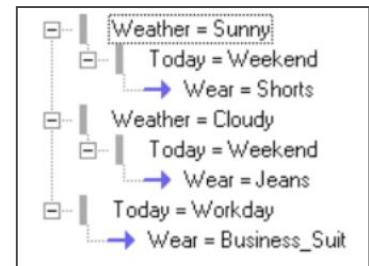 Weather = Sunny
Today = Weekend
Wear = Shorts
Weather = Cloudy
Today = Weekend
Wear = Jeans
Today = Workday
Wear = Business_Suit